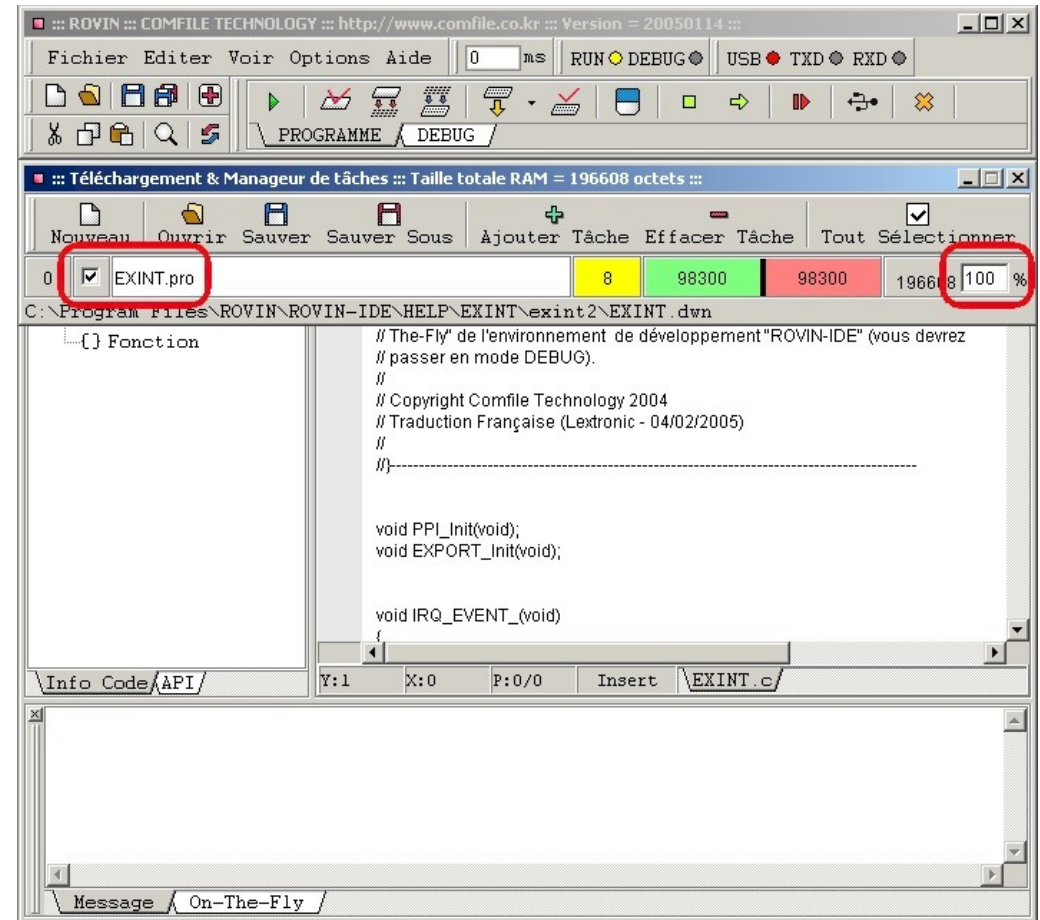 ::: ROVIN ::: COMFILE TECHNOLOGY ::: http://www.comfile.co.kr ::: Version = 20050114 :::
Fichier Editer Voir Options Aide 0 ms RUN DEBUG USB TXD RXD
PROGRAMME DEBUG
::: Téléchargement & Manageur de tâches ::: Taille totale RAM = 196608 octets :::
Nouveau Ouvrir Sauver Sauver Sous Ajouter Tâche Effacer Tâche Tout Sélectionner
0 EXINT.pro 8 98300 98300 196608 100 %
C:\Program Files\ROVIN\ROVIN-IDE\HELP\EXINT\exint2\EXINT.dwn
{} Fonction
// The-Fly" de l'environnement de développement "ROVIN-IDE" (vous devrez
// passer en mode DEBUG).
//
// Copyright Comfile Technology 2004
// Traduction Française (Lextronic - 04/02/2005)
//
//}------------------------------------------------------------------------------------------
void PPI_Init(void);
void EXPORT_Init(void);
void IRQ_EVENT_(void)
{
Info Code API
Y:1 X:0 P:0/0 Insert EXINT.c
Message On-The-Fly